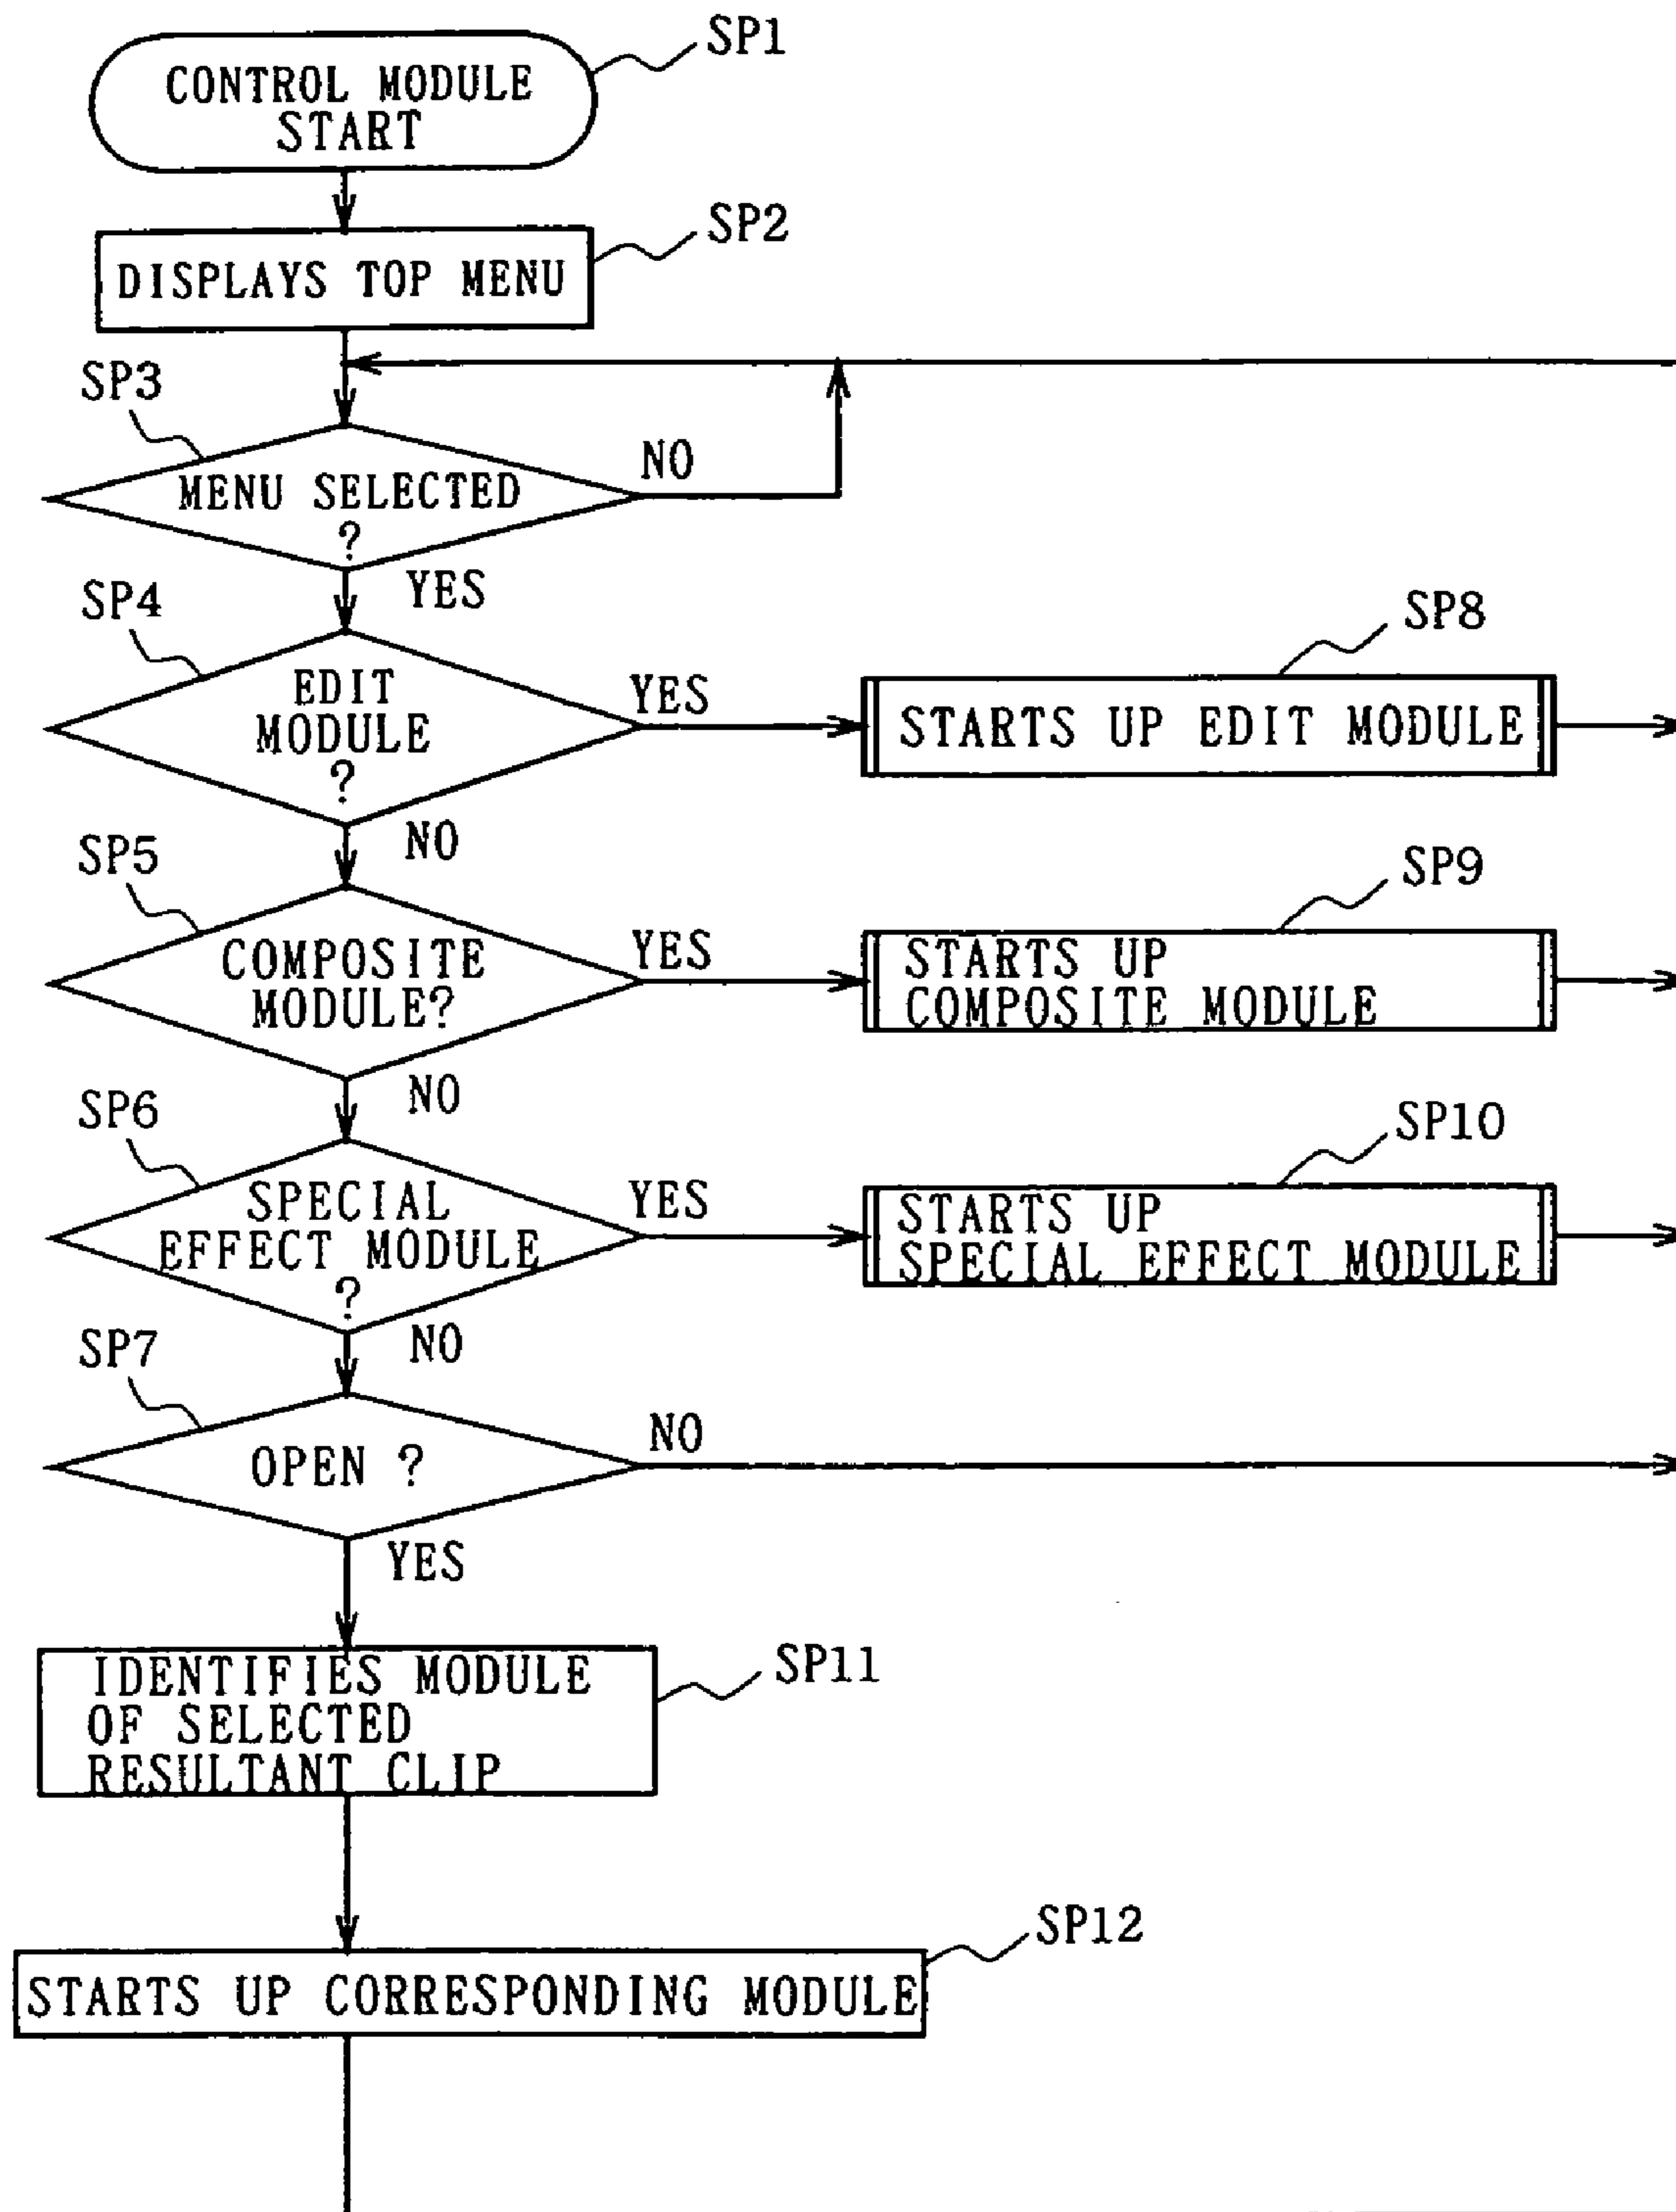 SP1
CONTROL MODULE
START
SP2
DISPLAYS TOP MENU
SP3
MENU SELECTED
?
NO
YES
SP4
EDIT
MODULE
?
YES
SP8
STARTS UP EDIT MODULE
NO
SP5
COMPOSITE
MODULE?
YES
SP9
STARTS UP
COMPOSITE MODULE
NO
SP6
SPECIAL
EFFECT MODULE
?
YES
SP10
STARTS UP
SPECIAL EFFECT MODULE
NO
SP7
OPEN ?
NO
YES
IDENTIFIES MODULE
OF SELECTED
RESULTANT CLIP
SP11
SP12
STARTS UP CORRESPONDING MODULE